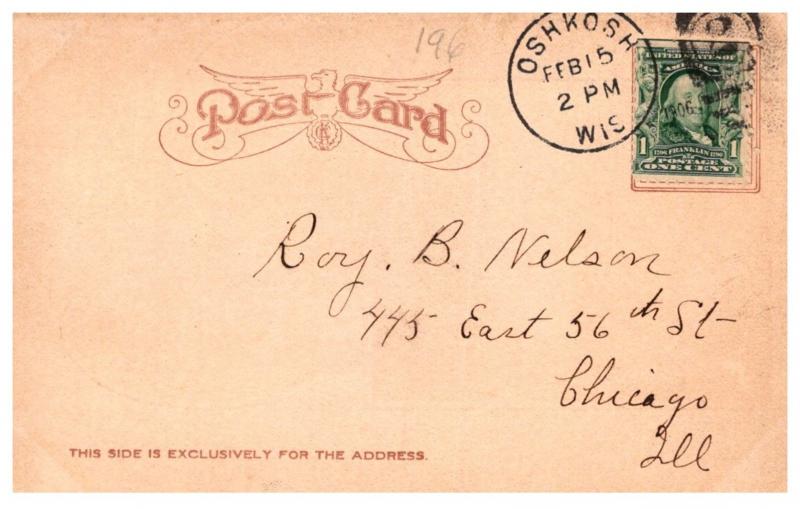 196
Post Card
OSHKOSH
FEB 15
2 PM
WIS
1906
UNITED STATES OF
AMERICA
1706 FRANKLIN 1790
1 POSTAGE 1
ONE CENT
Roy. B. Nelson
445 East 56th St-
Chicago
Ill
THIS SIDE IS EXCLUSIVELY FOR THE ADDRESS.